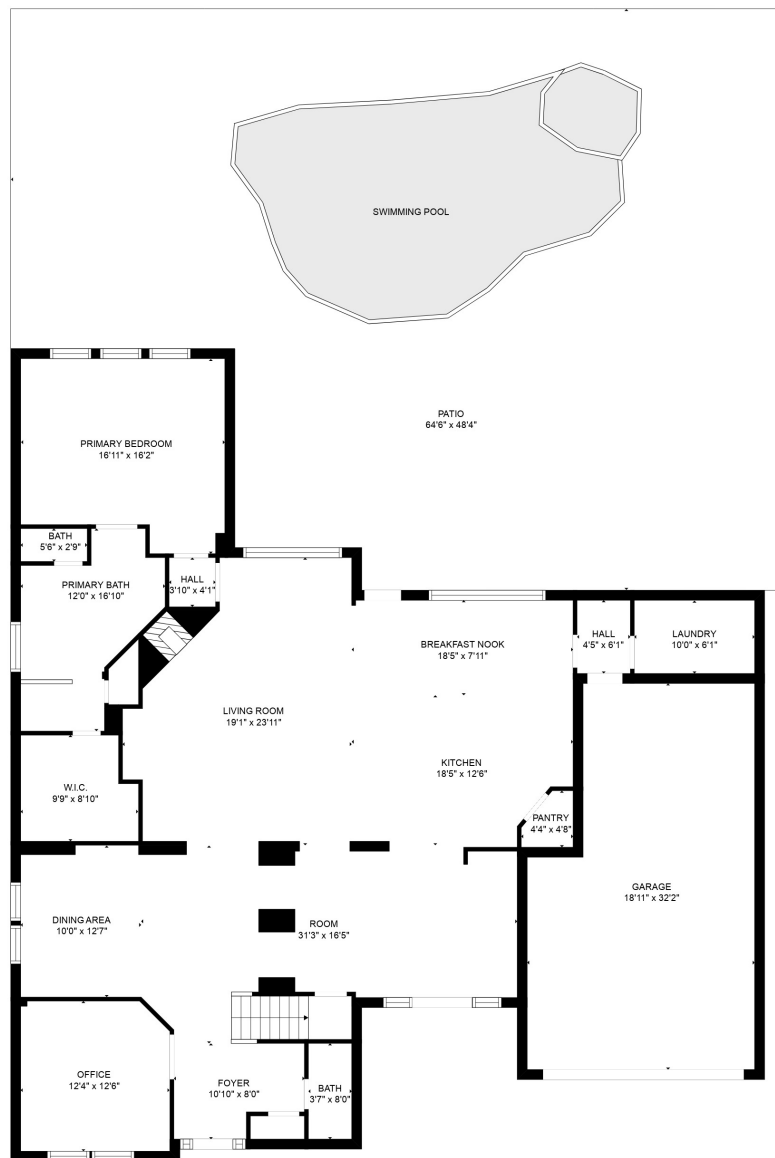 SWIMMING POOL
PATIO
64'6" x 48'4"
PRIMARY BEDROOM
16'11" x 16'2"
BATH
5'6" x 2'9"
PRIMARY BATH
12'0" x 16'10"
HALL
3'10" x 4'1"
BREAKFAST NOOK
18'5" x 7'11"
HALL
4'5" x 6'1"
LAUNDRY
10'0" x 6'1"
LIVING ROOM
19'1" x 23'11"
KITCHEN
18'5" x 12'6"
W.I.C.
9'9" x 8'10"
PANTRY
4'4" x 4'8"
GARAGE
18'11" x 32'2"
DINING AREA
10'0" x 12'7"
ROOM
31'3" x 16'5"
OFFICE
12'4" x 12'6"
FOYER
10'10" x 8'0"
BATH
3'7" x 8'0"